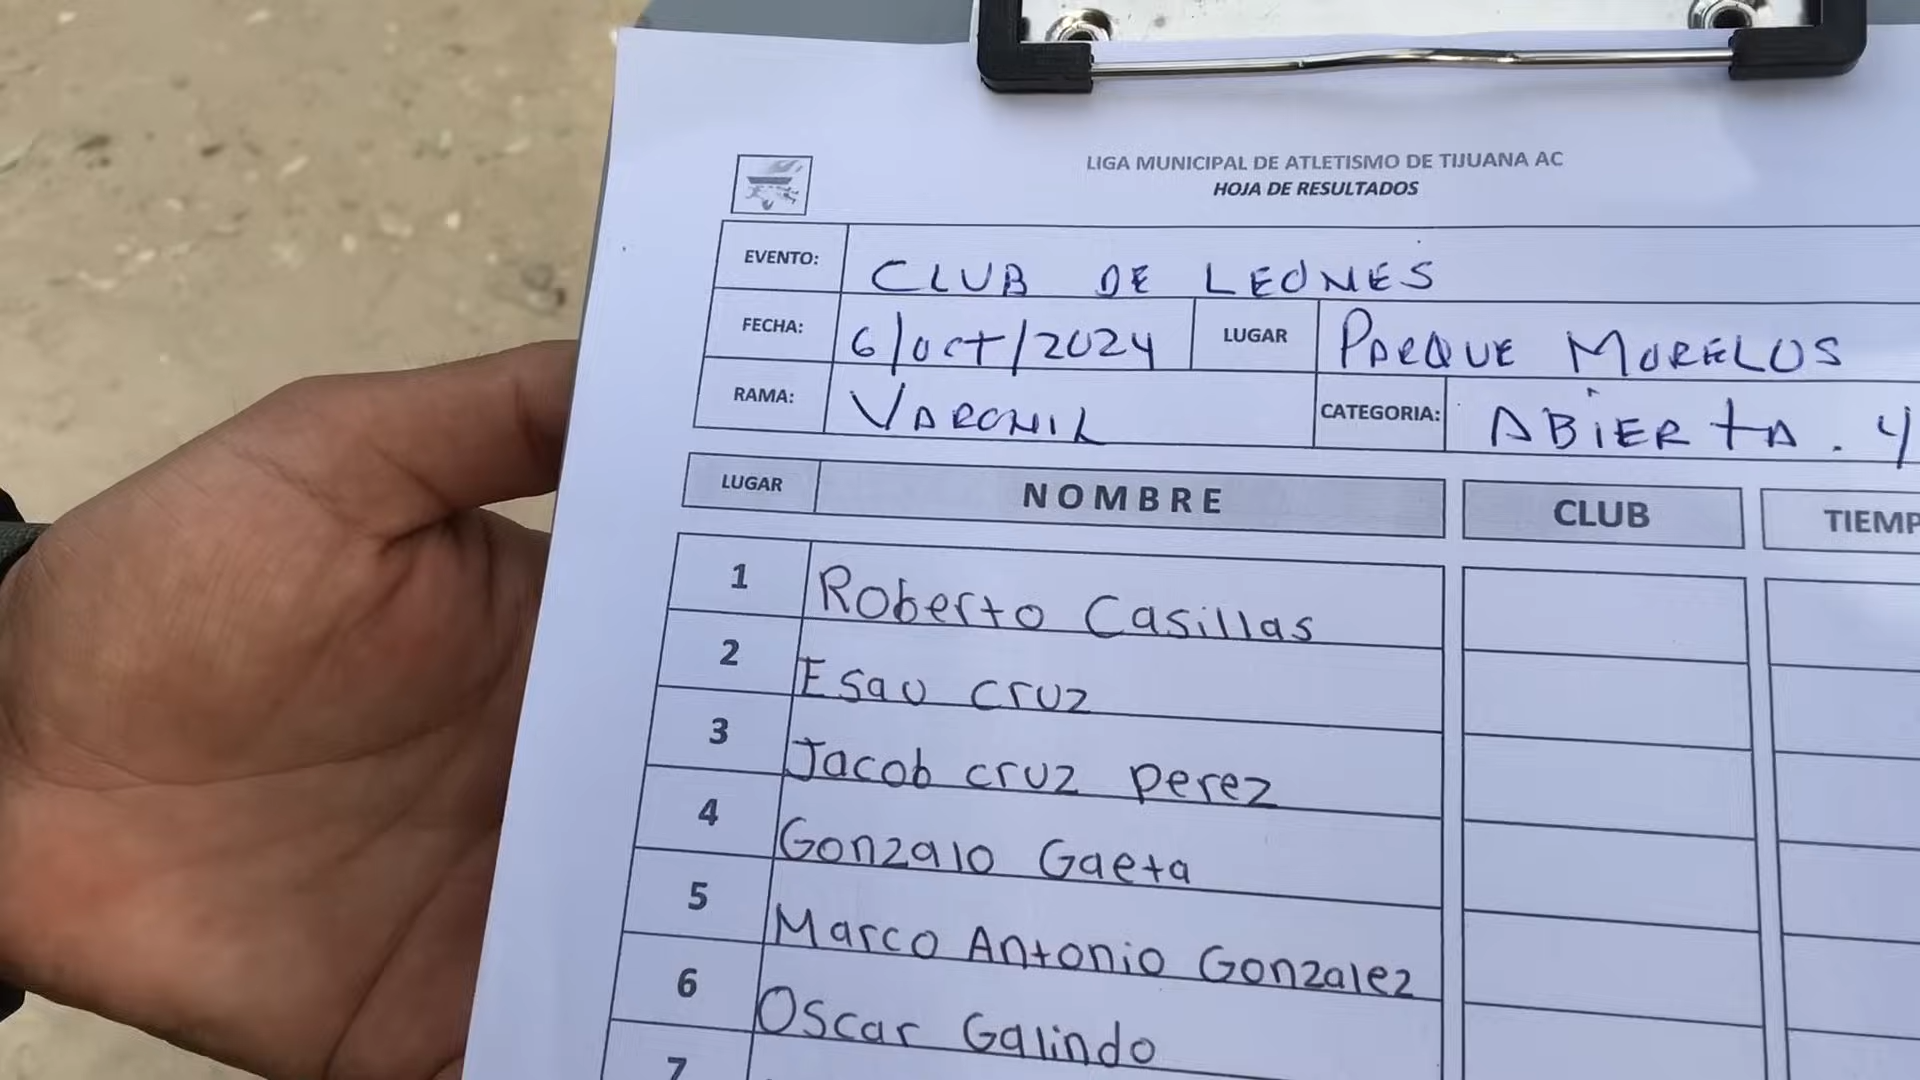 LIGA MUNICIPAL DE ATLETISMO DE TIJUANA AC
HOJA DE RESULTADOS
EVENTO: CLUB DE LEONES
FECHA: 6/oct/2024 LUGAR PARQUE MORELOS
RAMA: VARONIL CATEGORIA: ABIERTA. 4
LUGAR NOMBRE CLUB TIEMP
1 Roberto Casillas
2 Esau cruz
3 Jacob cruz perez
4 Gonzalo Gaeta
5 Marco Antonio Gonzalez
6 Oscar Galindo
7